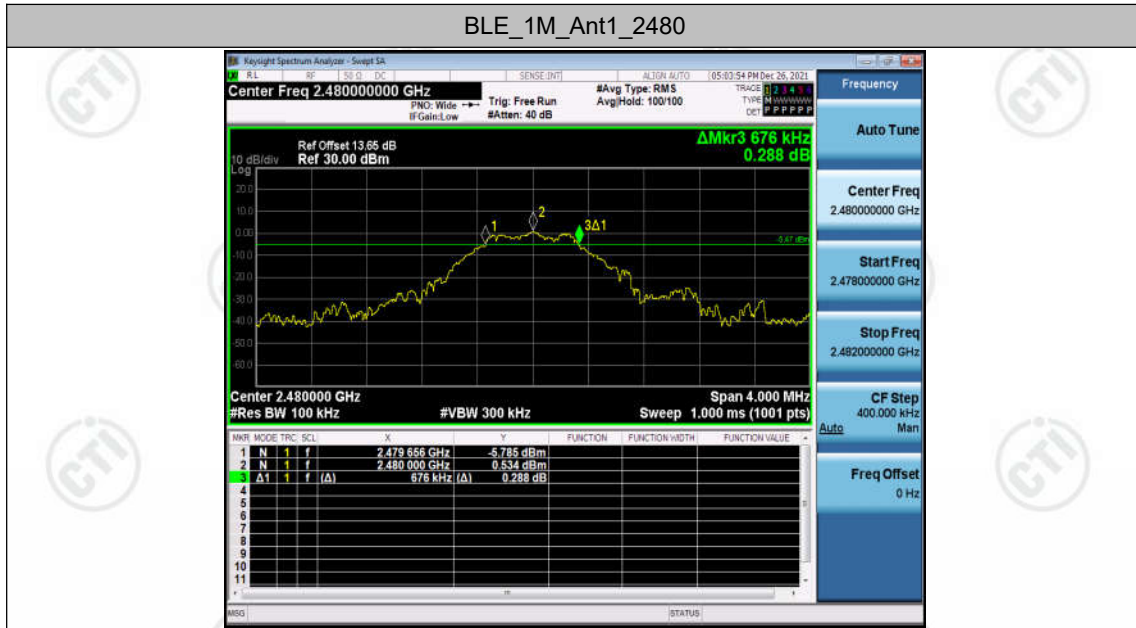 BLE_1M_Ant1_2480
Keysight Spectrum Analyzer - Swept SA
RL RF 50 Ω DC SENSE:INT ALIGN AUTO 05:03:54 PM Dec 26, 2021
Center Freq 2.480000000 GHz
PNO: Wide
IFGain:Low
Trig: Free Run
#Atten: 40 dB
#Avg Type: RMS
Avg|Hold: 100/100
TRACE 1 2 3 4 5 6
TYPE M WWWWW
DET P P P P P P
Frequency
Auto Tune
Center Freq
2.480000000 GHz
Start Freq
2.478000000 GHz
Stop Freq
2.482000000 GHz
CF Step
400.000 kHz
Auto Man
Freq Offset
0 Hz
ΔMkr3 676 kHz
0.288 dB
Ref Offset 13.65 dB
10 dB/div Ref 30.00 dBm
Log
20.0
10.0
0.00
-10.0
-20.0
-30.0
-40.0
-50.0
-60.0
1
2
3Δ1
-5.47 dBm
Center 2.480000 GHz Span 4.000 MHz
#Res BW 100 kHz #VBW 300 kHz Sweep 1.000 ms (1001 pts)
MKR MODE TRC SCL X Y FUNCTION FUNCTION WIDTH FUNCTION VALUE
1 N 1 f 2.479 656 GHz -5.785 dBm
2 N 1 f 2.480 000 GHz 0.534 dBm
3 Δ1 1 f (Δ) 676 kHz (Δ) 0.288 dB
4
5
6
7
8
9
10
11
MSG STATUS
CTI
CTI
CTI
CTI